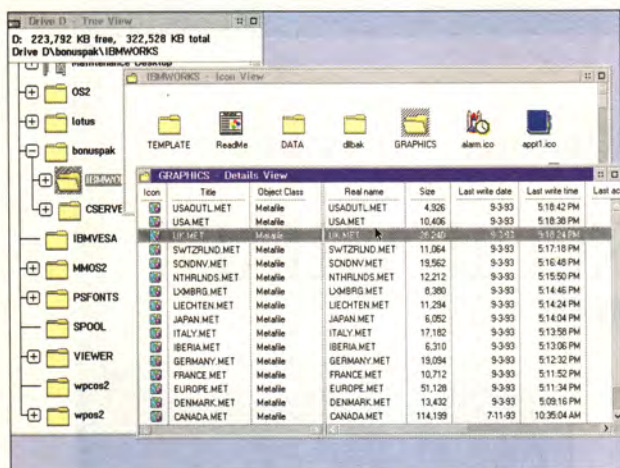 Drive D - Tree View
D: 223,792 KB free, 322,528 KB total
Drive D\bonuspak\IBMWORKS
Maintenance Desktop
OS2
lotus
bonuspak
IBMWO
CSERVE
IBMVESA
MMOS2
PSFONTS
SPOOL
VIEWER
wpcos2
wpos2
IBMWORKS - Icon View
TEMPLATE ReadMe DATA dlbak GRAPHICS alarm.ico appt1.ico
GRAPHICS - Details View
Icon Title Object Class Real name Size Last write date Last write time Last ac
USAOUTL.MET Metafile USAOUTL.MET 4,926 9-3-93 5:18:42 PM
USA.MET Metafile USA.MET 10,406 9-3-93 5:18:38 PM
UK.MET Metafile UK.MET 26,240 9-3-93 5:18:24 PM
SWTZRLND.MET Metafile SWTZRLND.MET 11,064 9-3-93 5:17:18 PM
SCNDNV.MET Metafile SCNDNV.MET 19,562 9-3-93 5:16:48 PM
NTHRLNDS.MET Metafile NTHRLNDS.MET 12,212 9-3-93 5:15:50 PM
LXMBRG.MET Metafile LXMBRG.MET 8,380 9-3-93 5:14:46 PM
LIECHTEN.MET Metafile LIECHTEN.MET 11,294 9-3-93 5:14:24 PM
JAPAN.MET Metafile JAPAN.MET 6,052 9-3-93 5:14:04 PM
ITALY.MET Metafile ITALY.MET 17,182 9-3-93 5:13:58 PM
IBERIA.MET Metafile IBERIA.MET 6,310 9-3-93 5:13:06 PM
GERMANY.MET Metafile GERMANY.MET 19,094 9-3-93 5:12:32 PM
FRANCE.MET Metafile FRANCE.MET 10,712 9-3-93 5:11:52 PM
EUROPE.MET Metafile EUROPE.MET 51,128 9-3-93 5:11:34 PM
DENMARK.MET Metafile DENMARK.MET 13,432 9-3-93 5:09:16 PM
CANADA.MET Metafile CANADA.MET 114,199 7-11-93 10:35:04 AM